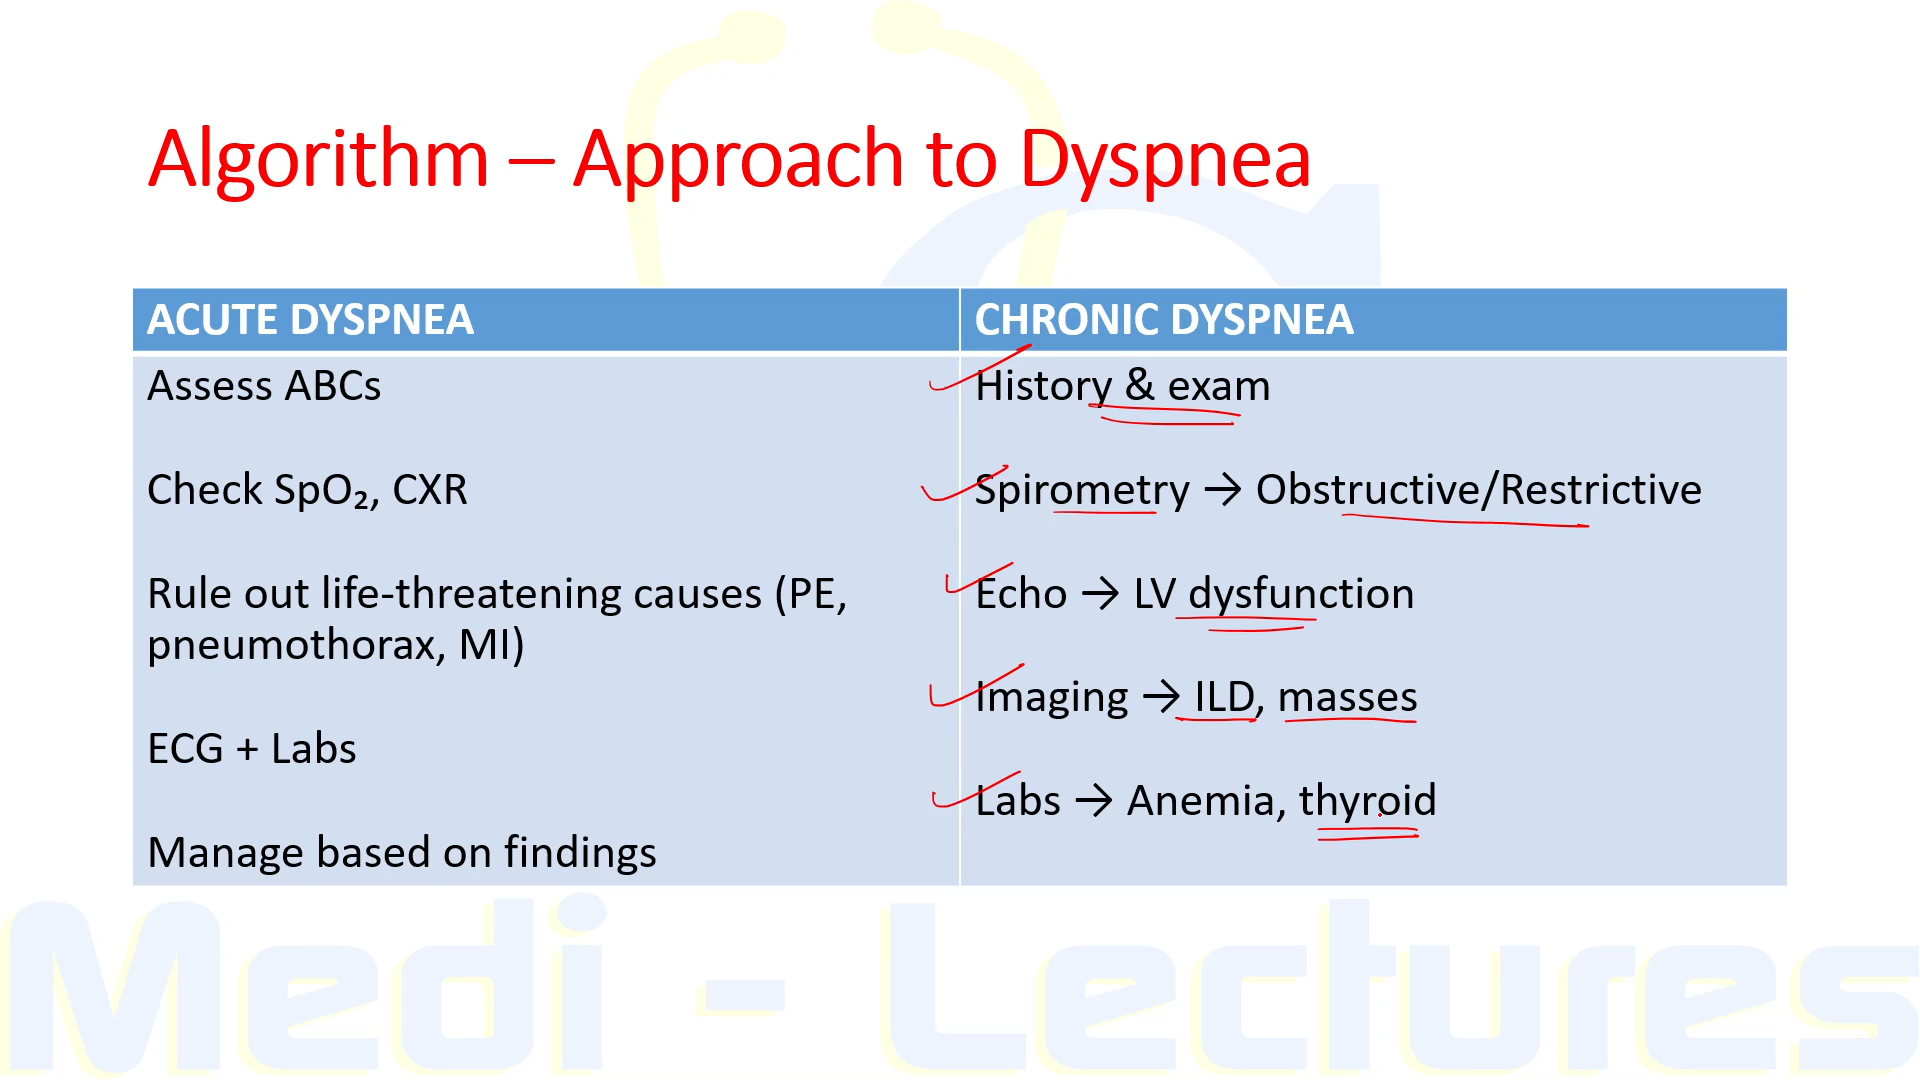 Algorithm – Approach to Dyspnea
ACUTE DYSPNEA
Assess ABCs
Check SpO₂, CXR
Rule out life-threatening causes (PE,
pneumothorax, MI)
ECG + Labs
Manage based on findings
CHRONIC DYSPNEA
History & exam
Spirometry → Obstructive/Restrictive
Echo → LV dysfunction
Imaging → ILD, masses
Labs → Anemia, thyroid
Medi - Lectures